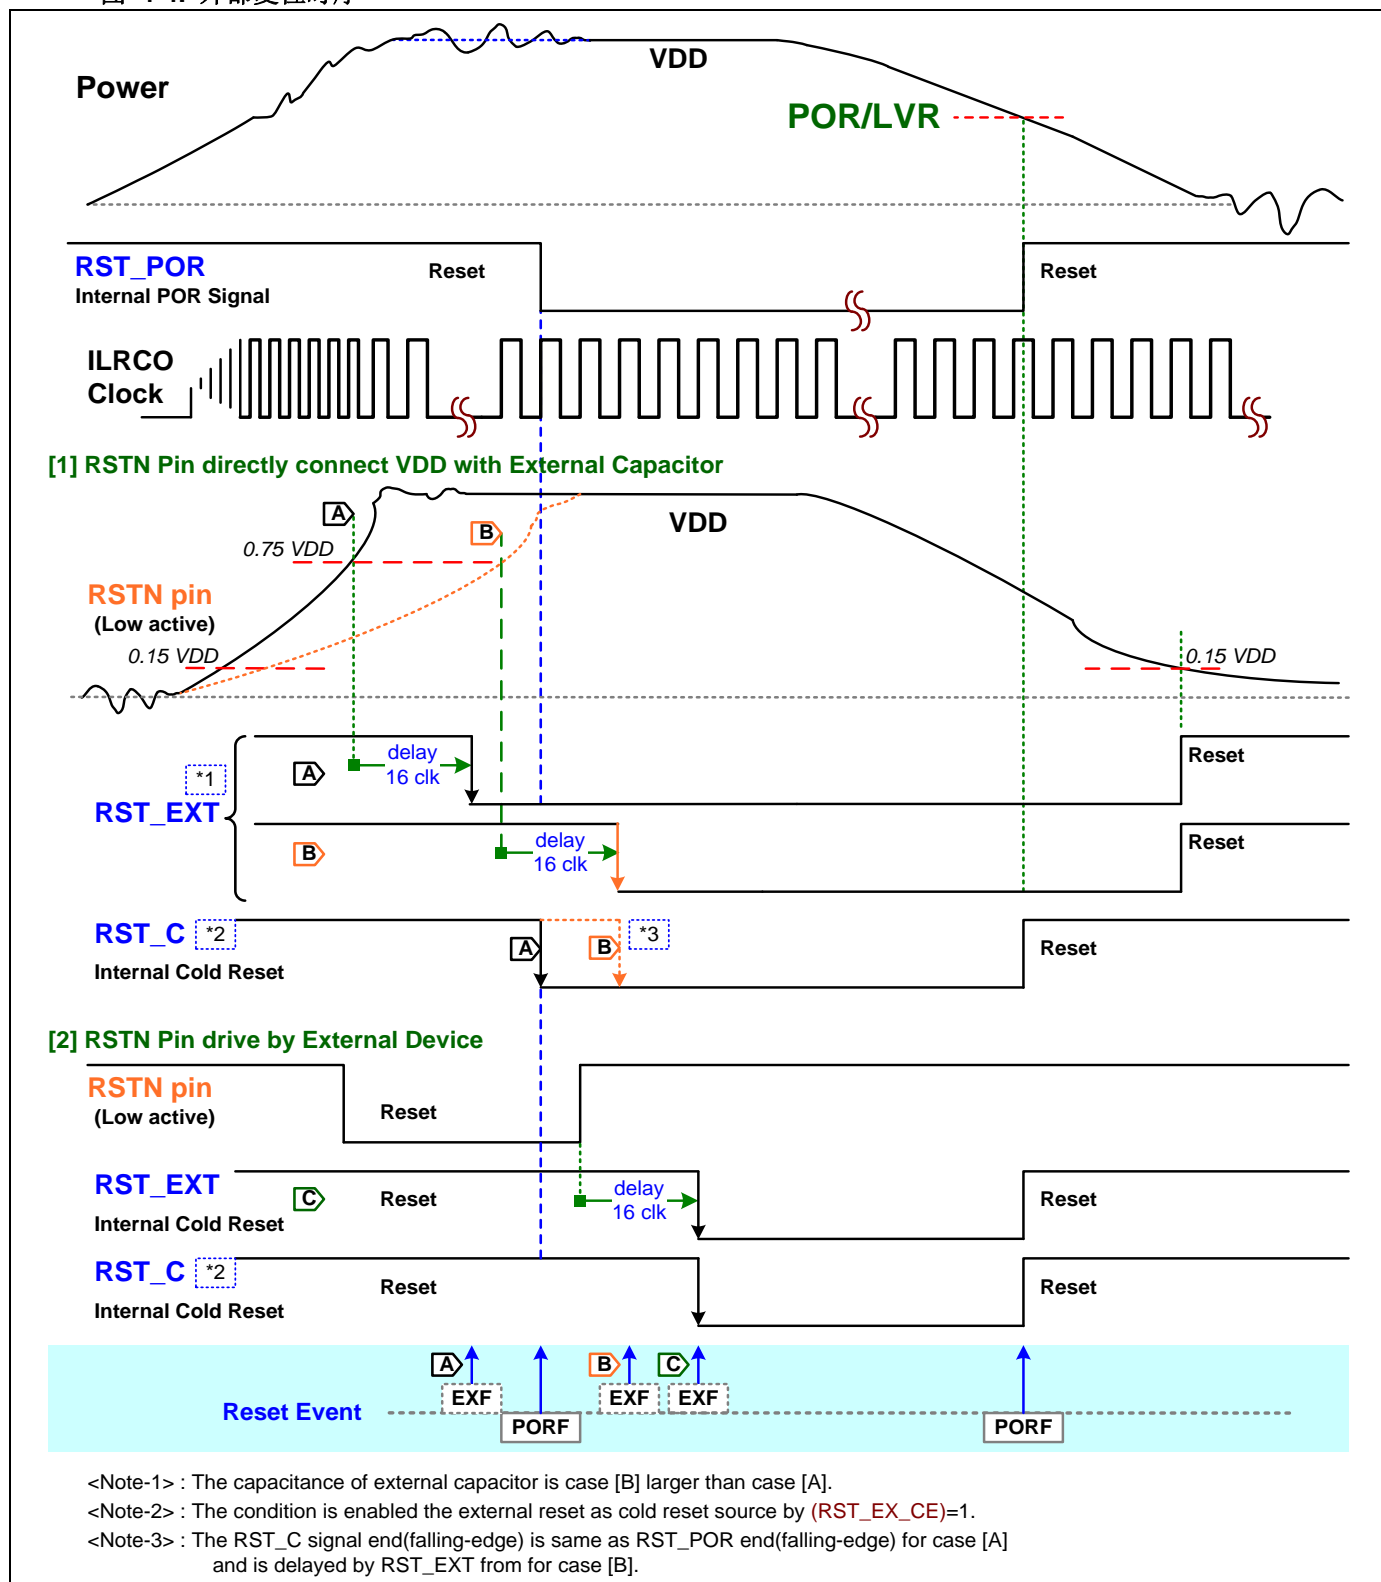 Power
VDD
POR/LVR
RST_POR
Internal POR Signal
Reset
Reset
ILRCO
Clock
[1] RSTN Pin directly connect VDD with External Capacitor
A
B
VDD
0.75 VDD
RSTN pin
(Low active)
0.15 VDD
0.15 VDD
*1
RST_EXT
A
delay
16 clk
Reset
B
delay
16 clk
Reset
RST_C *2
Internal Cold Reset
A
B
*3
Reset
[2] RSTN Pin drive by External Device
RSTN pin
(Low active)
Reset
RST_EXT
Internal Cold Reset
C
Reset
delay
16 clk
Reset
RST_C *2
Internal Cold Reset
Reset
Reset
A
B
C
EXF
EXF
EXF
Reset Event
PORF
PORF
<Note-1> : The capacitance of external capacitor is case [B] larger than case [A].
<Note-2> : The condition is enabled the external reset as cold reset source by (RST_EX_CE)=1.
<Note-3> : The RST_C signal end(falling-edge) is same as RST_POR end(falling-edge) for case [A]
and is delayed by RST_EXT from for case [B].